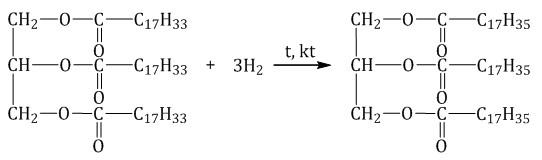 CH₂—O—C—C₁₇H₃₃ CH₂—O—C—C₁₇H₃₅
O O
CH—O—C—C₁₇H₃₃ + 3H₂ t, kt CH—O—C—C₁₇H₃₅
O O
CH₂—O—C—C₁₇H₃₃ CH₂—O—C—C₁₇H₃₅
O O